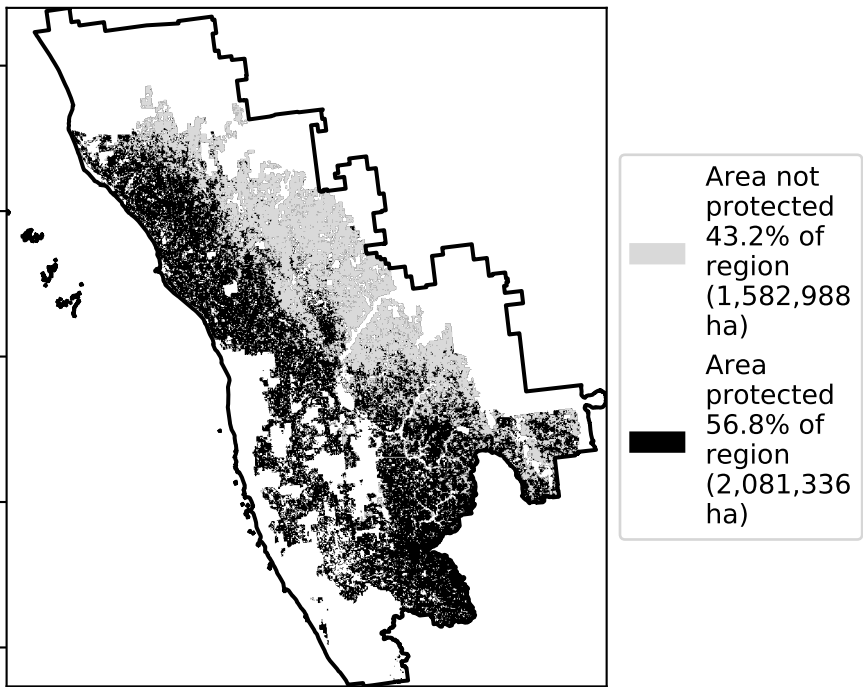 Area not
protected
43.2% of
region
(1,582,988
ha)
Area
protected
56.8% of
region
(2,081,336
ha)